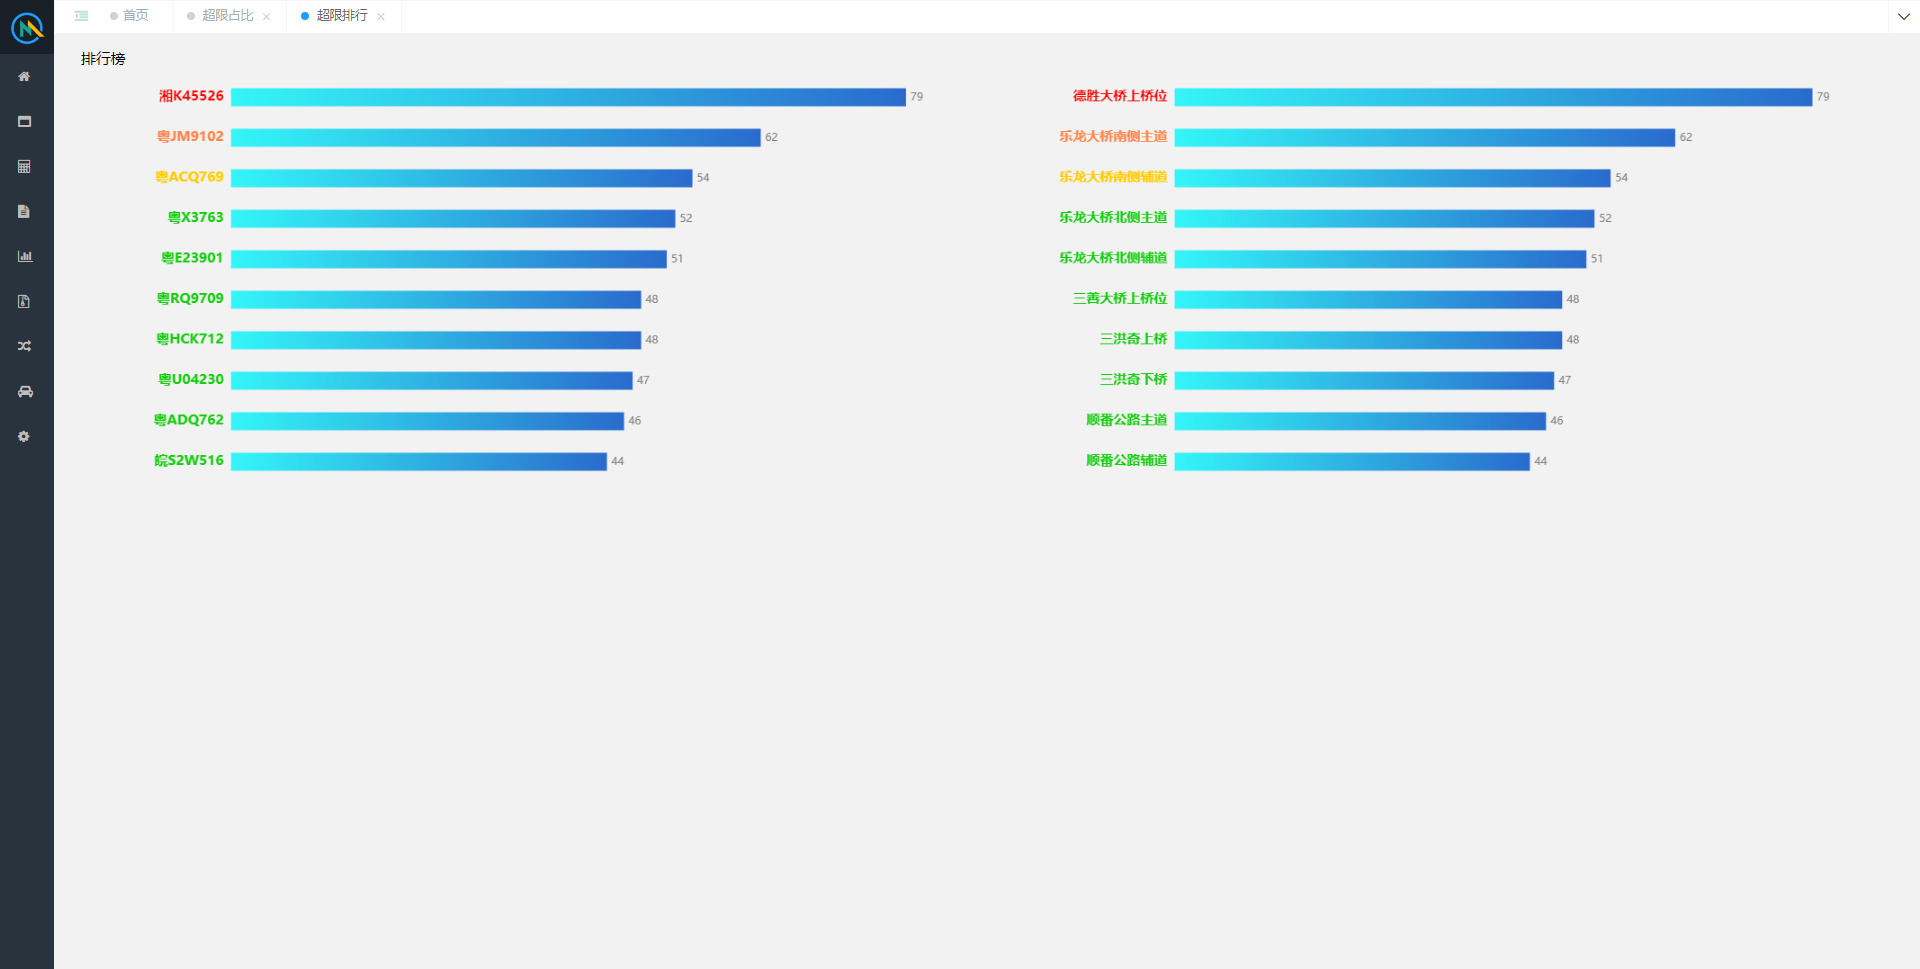 首页
超限占比
超限排行
排行榜
湘K45526 79
粤JM9102 62
粤ACQ769 54
粤X3763 52
粤E23901 51
粤RQ9709 48
粤HCK712 48
粤U04230 47
粤ADQ762 46
皖S2W516 44
德胜大桥上桥位 79
乐龙大桥南侧主道 62
乐龙大桥南侧辅道 54
乐龙大桥北侧主道 52
乐龙大桥北侧辅道 51
三善大桥上桥位 48
三洪奇上桥 48
三洪奇下桥 47
顺番公路主道 46
顺番公路辅道 44